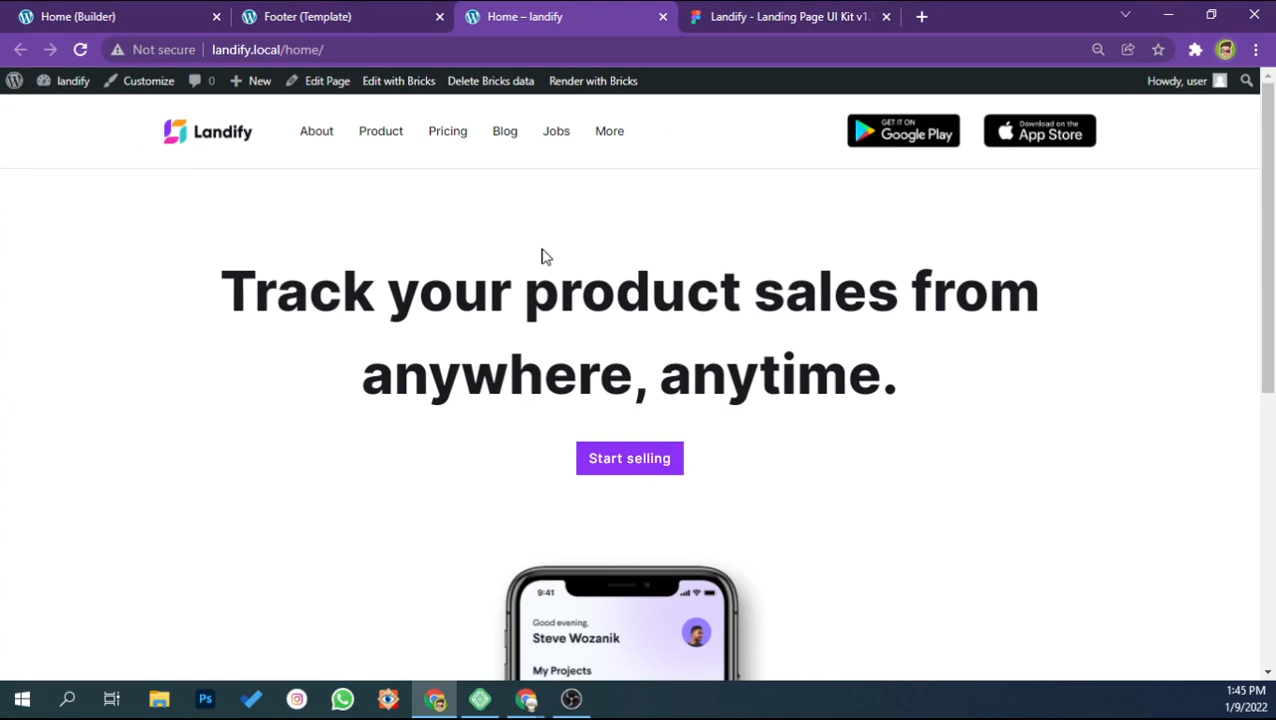 Home (Builder)
Footer (Template)
Home – landify
Landify - Landing Page UI Kit v1.
Not secure
landify.local/home/
landify
Customize
0
New
Edit Page
Edit with Bricks
Delete Bricks data
Render with Bricks
Howdy, user
Landify
About
Product
Pricing
Blog
Jobs
More
GET IT ON
Google Play
Download on the
App Store
Track your product sales from
anywhere, anytime.
Start selling
9:41
Good evening,
Steve Wozanik
My Projects
Ps
1:45 PM
1/9/2022